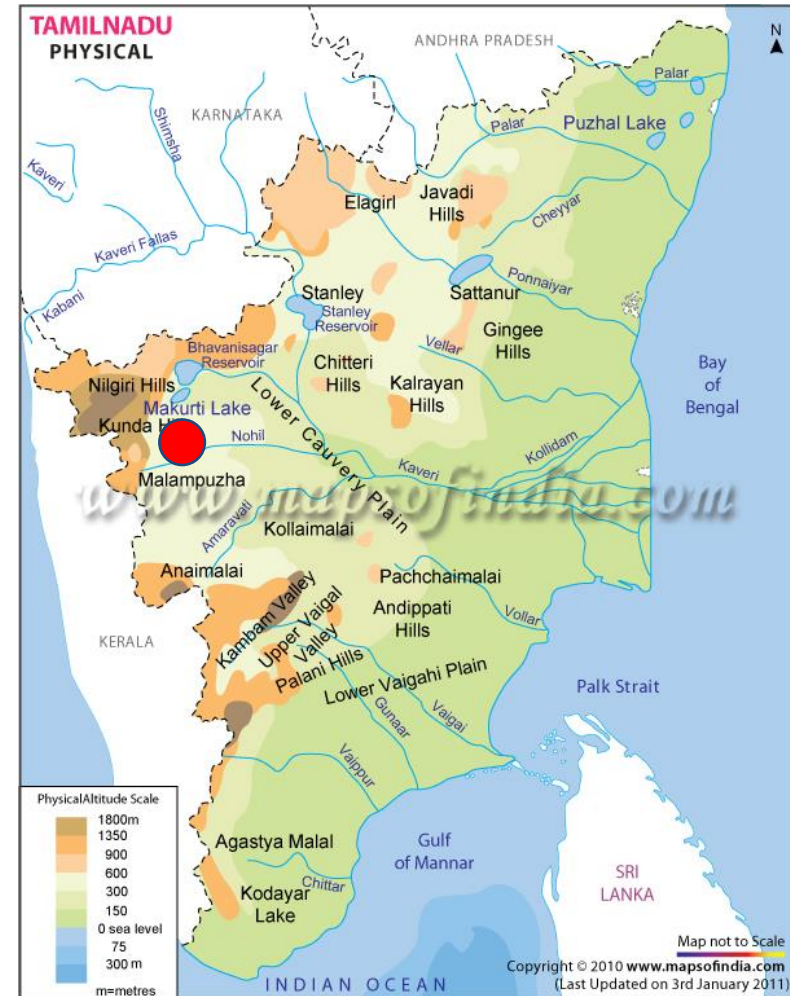 TAMILNADU
PHYSICAL
ANDHRA PRADESH
N
KARNATAKA
Shimsha
Palar
Palar
Puzhal Lake
Kaveri
Elagirl
Javadi
Hills
Cheyyar
Kaveri Fallas
Kabani
Stanley
Stanley
Reservoir
Sattanur
Ponnaiyar
Gingee
Hills
Vellar
Bhavanisagar
Reservoir
Chitteri
Hills
Kalrayan
Hills
Bay
of
Bengal
Nilgiri Hills
Makurti Lake
Kunda
Nohil
Lower Cauvery Plain
Kaveri
Kollidam
Malampuzha
www.mapsofindia.com
Amaravati
Kollaimalai
Anaimalai
Pachchaimalai
Kambam Valley
Upper Vaigal
Valley
Andippati
Hills
Vollar
KERALA
Palani Hills
Lower Vaigahi Plain
Palk Strait
Gunaar
Vaigai
Vaippur
PhysicalAltitude Scale
1800m
1350
900
600
300
150
0 sea level
75
300 m
m=metres
Agastya Malal
Chittar
Kodayar
Lake
Gulf
of Mannar
SRI
LANKA
Map not to Scale
Copyright © 2010 www.mapsofindia.com
(Last Updated on 3rd January 2011)
INDIAN OCEAN